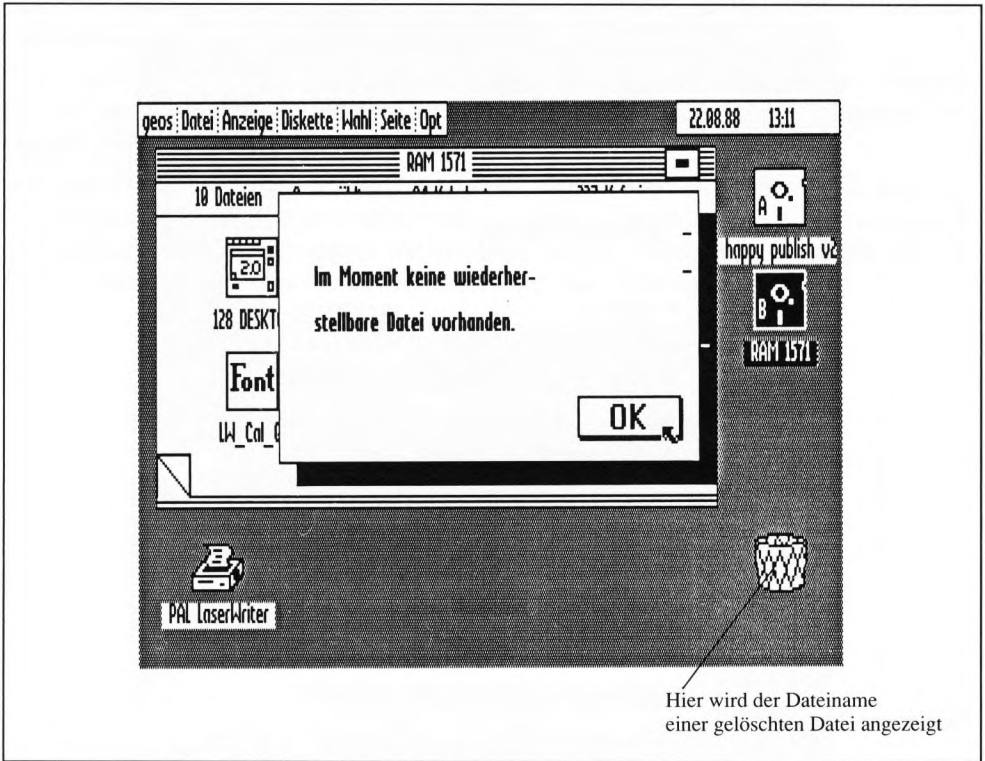 geos Datei Anzeige Diskette Wahl Seite Opt
22.08.88 13:11
RAM 1571
10 Dateien
2.0
128 DESKT
Font
LW_Cal_
Im Moment keine wiederher-
stellbare Datei vorhanden.
OK
A
happy publish v2
B
RAM 1571
PAL LaserWriter
Hier wird der Dateiname
einer gelöschten Datei angezeigt